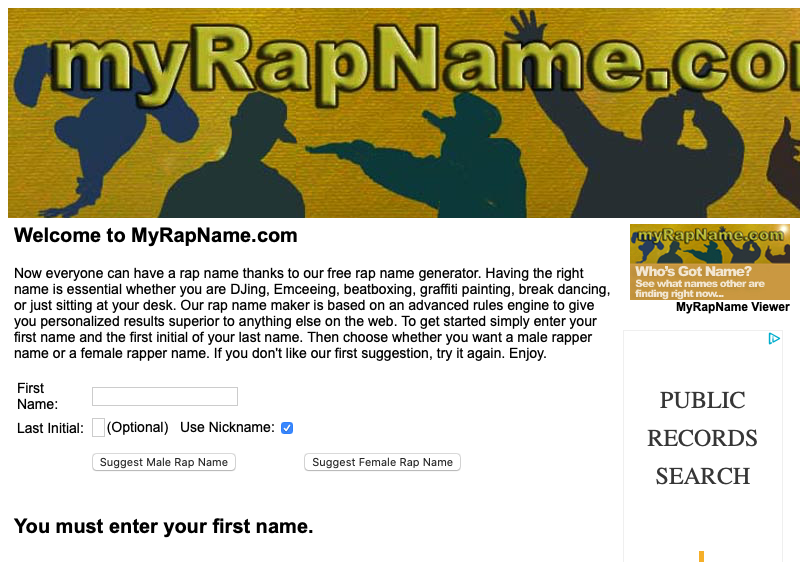 myRapName.co
Welcome to MyRapName.com
Now everyone can have a rap name thanks to our free rap name generator. Having the right
name is essential whether you are DJing, Emceeing, beatboxing, graffiti painting, break dancing,
or just sitting at your desk. Our rap name maker is based on an advanced rules engine to give
you personalized results superior to anything else on the web. To get started simply enter your
first name and the first initial of your last name. Then choose whether you want a male rapper
name or a female rapper name. If you don't like our first suggestion, try it again. Enjoy.
First
Name:
Last Initial: (Optional) Use Nickname:
Suggest Male Rap Name Suggest Female Rap Name
You must enter your first name.
myRapName.com
Who's Got Name?
See what names other are
finding right now...
MyRapName Viewer
PUBLIC
RECORDS
SEARCH